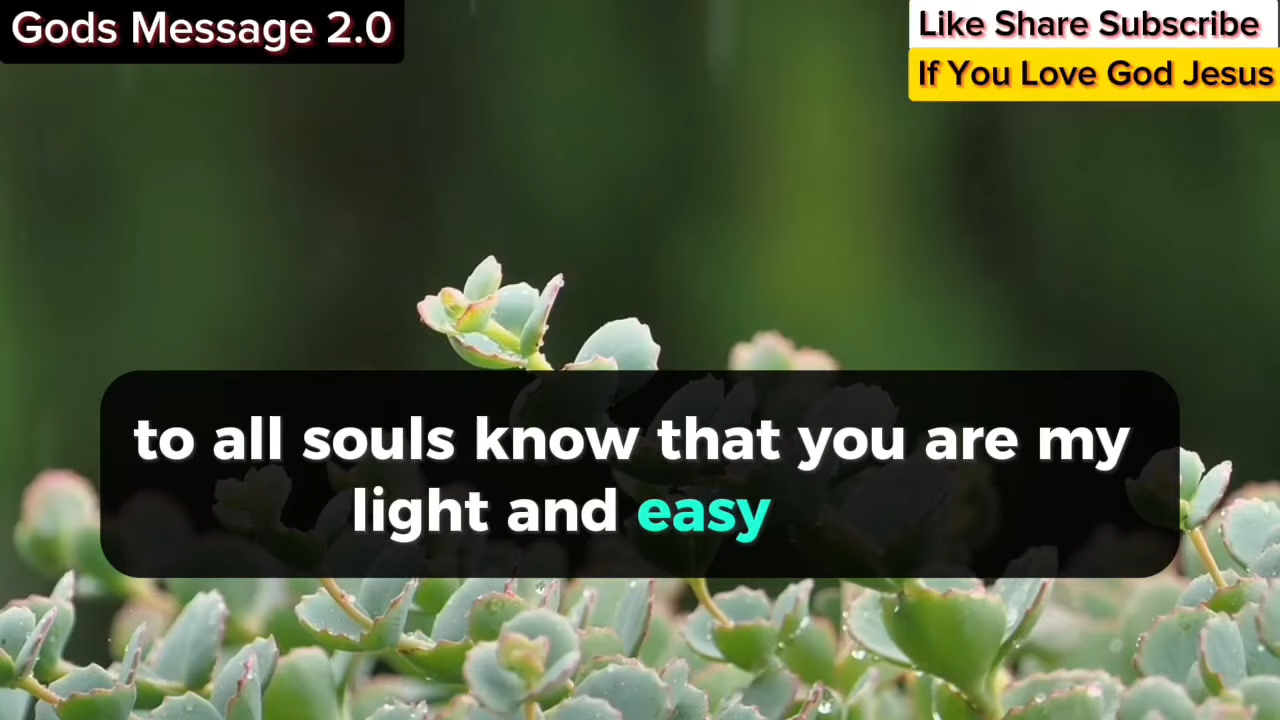 Gods Message 2.0
Like Share Subscribe
If You Love God Jesus
to all souls know that you are my
light and easy